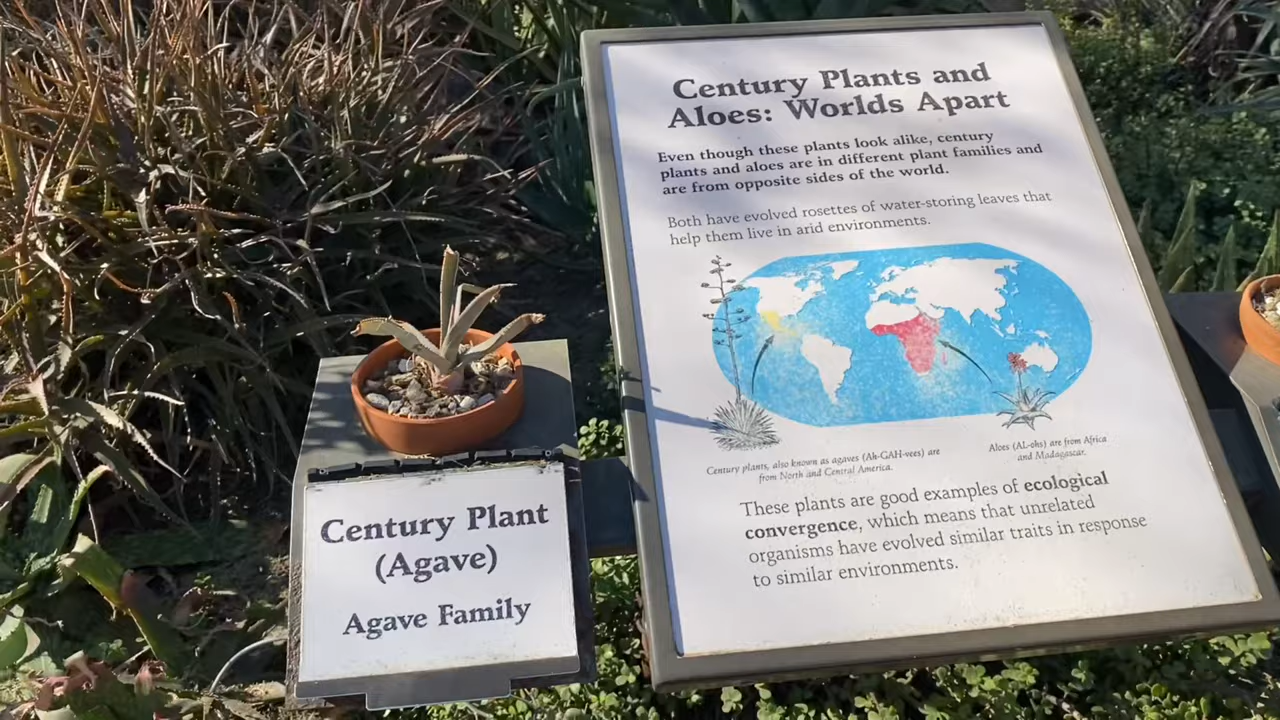 Century Plants and
Aloes: Worlds Apart
Even though these plants look alike, century
plants and aloes are in different plant families and
are from opposite sides of the world.
Both have evolved rosettes of water-storing leaves that
help them live in arid environments.
Century plants, also known as agaves (Ah-GAH-vees) are
from North and Central America.
Aloes (AL-ohs) are from Africa
and Madagascar.
These plants are good examples of ecological
convergence, which means that unrelated
organisms have evolved similar traits in response
to similar environments.
Century Plant
(Agave)
Agave Family